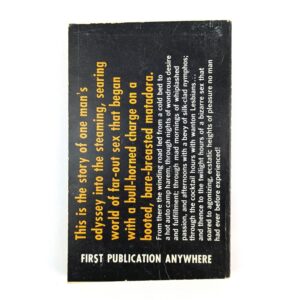 This is the story of one man's
odyssey into the steaming, searing
world of far-out sex that began
with a bull-horned charge on a
booted, bare-breasted matadora.
From there the winding road led from a cold bed to
a hot auto camp harem, through nights of wondrous desire
and fulfillment; through mad mornings of whiplashed
passion, and afternoons with a bevy of silk-clad nymphos;
through the cocktail hours with wanton Lesbians....
and thence to the twilight hours of a bizarre sex that
soared to agonizing, ecstatic heights of pleasure no man
had ever before experienced!
FIRST PUBLICATION ANYWHERE